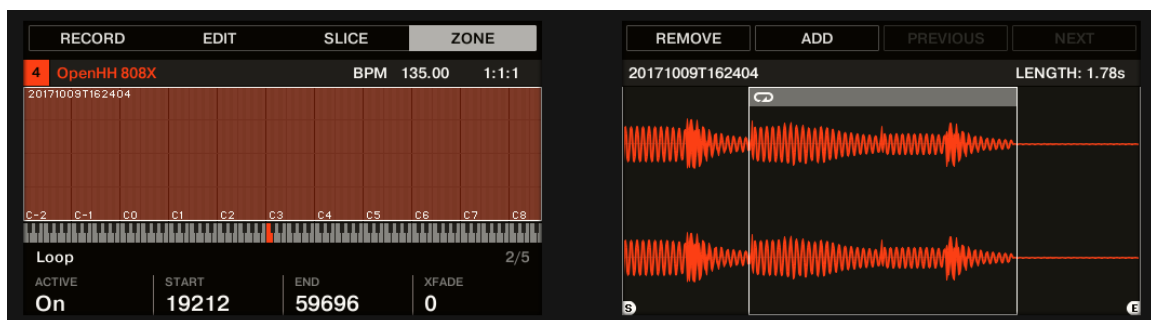 RECORD EDIT SLICE ZONE
4 OpenHH 808X BPM 135.00 1:1:1
20171009T162404
C-2 C-1 C0 C1 C2 C3 C4 C5 C6 C7 C8
Loop 2/5
ACTIVE START END XFADE
On 19212 59696 0
REMOVE ADD PREVIOUS NEXT
20171009T162404 LENGTH: 1.78s
S E